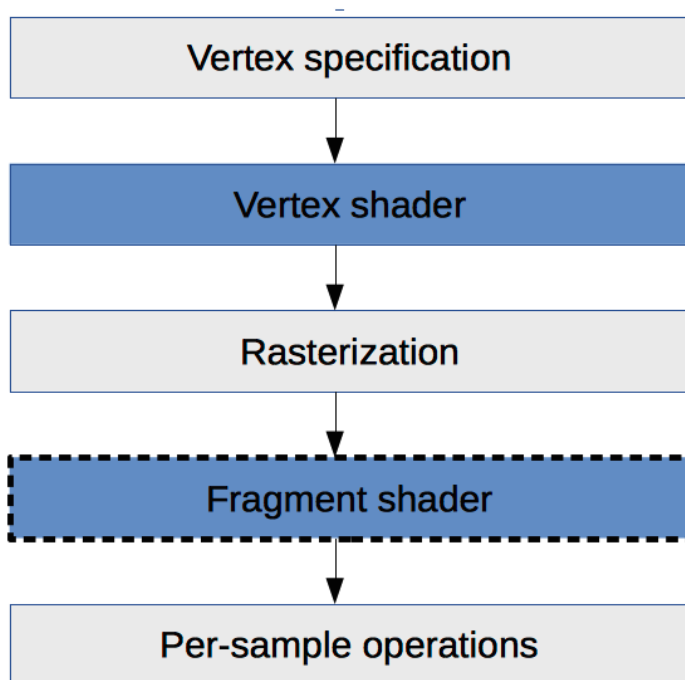 Vertex specification
Vertex shader
Rasterization
Fragment shader
Per-sample operations